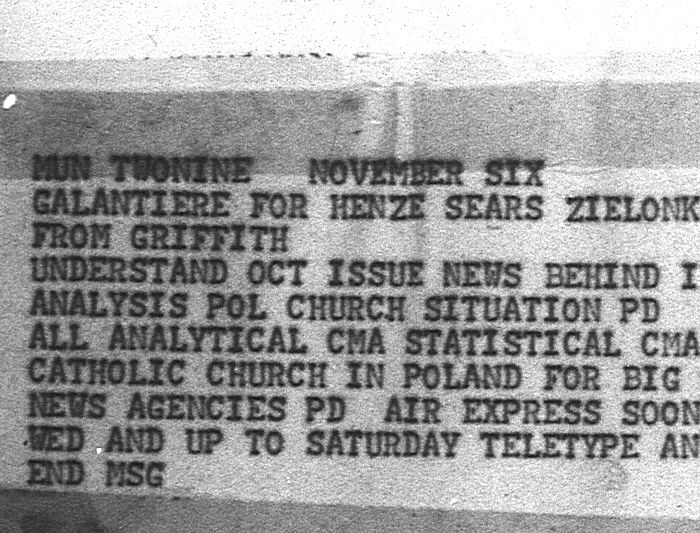 MUN TWONINE NOVEMBER SIX
GALANTIERE FOR HENZE SEARS ZIELONK
FROM GRIFFITH
UNDERSTAND OCT ISSUE NEWS BEHIND I
ANALYSIS POL CHURCH SITUATION PD
ALL ANALYTICAL CMA STATISTICAL CMA
CATHOLIC CHURCH IN POLAND FOR BIG
NEWS AGENCIES PD AIR EXPRESS SOON
WED AND UP TO SATURDAY TELETYPE AN
END MSG